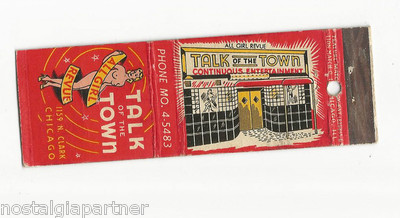 ALL GIRL REVUE
TALK
OF THE
TOWN
1159 N. CLARK
CHICAGO
PHONE MO. 4-5483
ALL GIRL REVUE
TALK OF THE TOWN
CONTINUOUS ENTERTAINMENT
nostalgiapartner